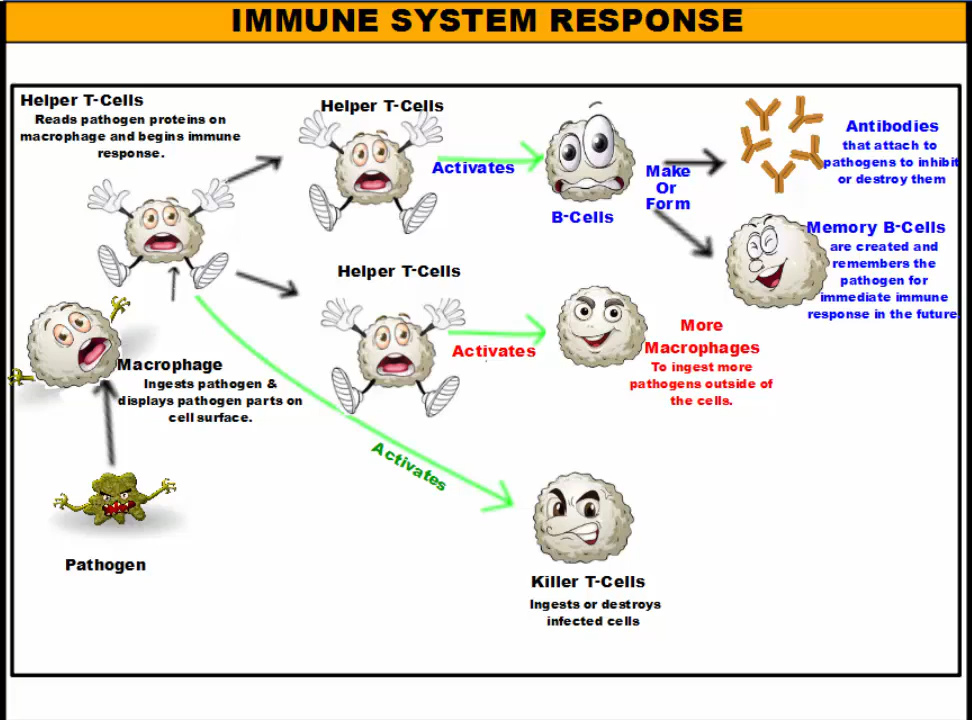 IMMUNE SYSTEM RESPONSE
Helper T-Cells
Reads pathogen proteins on
macrophage and begins immune
response.
Helper T-Cells
Activates
B-Cells
Make
Or
Form
Antibodies
that attach to
pathogens to inhibit
or destroy them
Memory B-Cells
are created and
remembers the
pathogen for
immediate immune
response in the future
Helper T-Cells
Activates
More
Macrophages
To ingest more
pathogens outside of
the cells.
Macrophage
Ingests pathogen &
displays pathogen parts on
cell surface.
Activates
Pathogen
Killer T-Cells
Ingests or destroys
infected cells